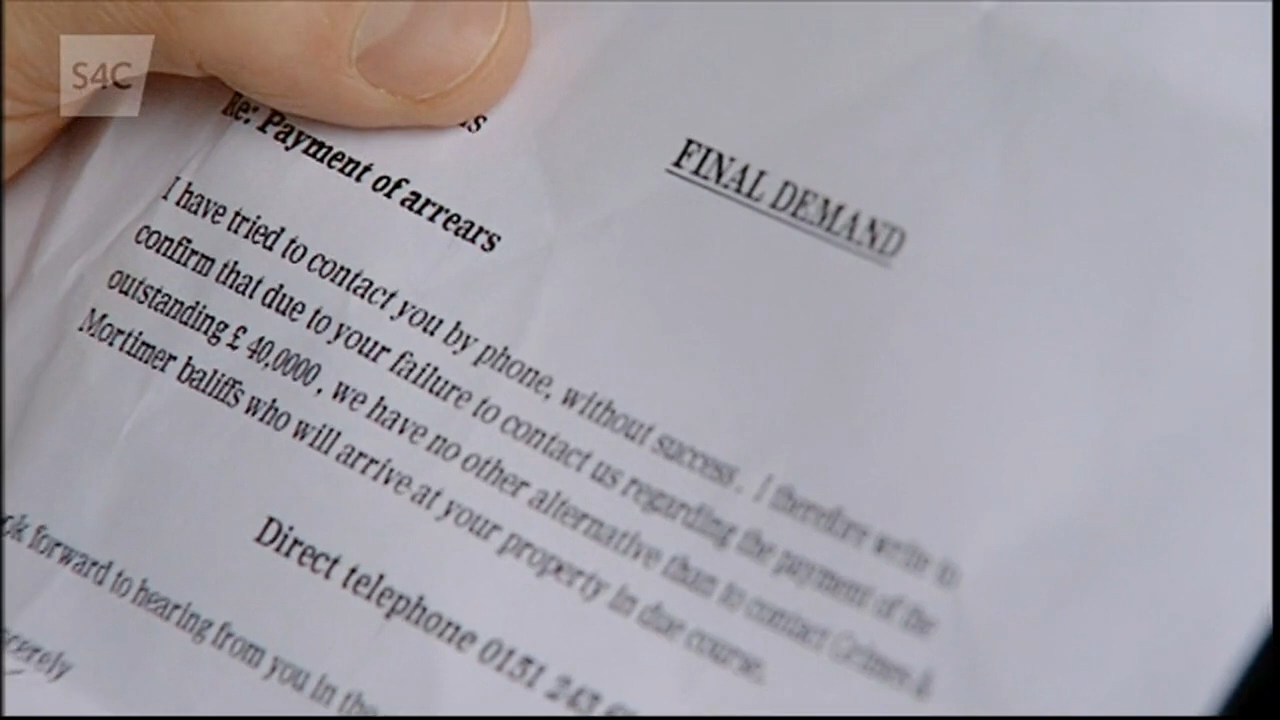 S4C
FINAL DEMAND
Re: Payment of arrears
I have tried to contact you by phone, without success. I therefore write to
confirm that due to your failure to contact us regarding the payment of the
outstanding £ 40,0000 , we have no other alternative than to contact Grimes &
Mortimer baliffs who will arrive at your property in due course.
Direct telephone 0151 243
forward to hearing from you in the